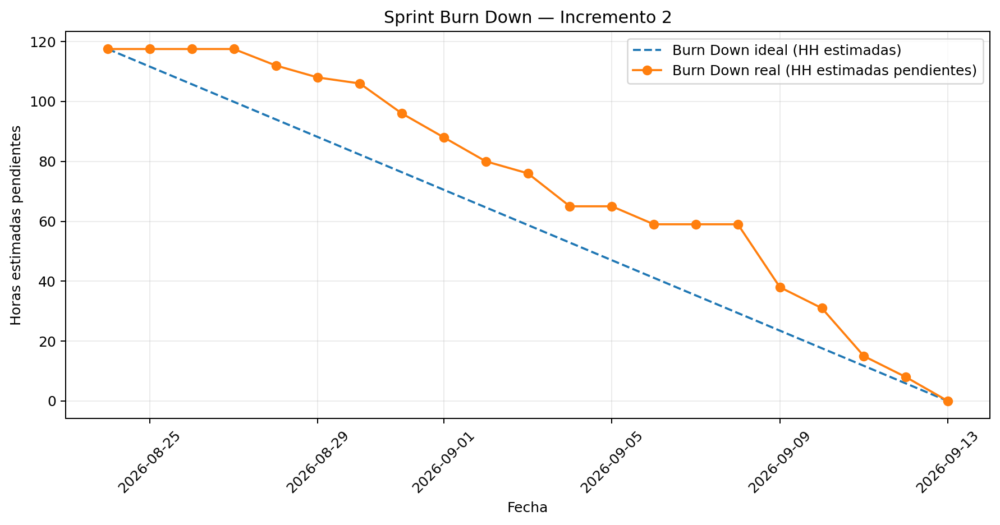 Sprint Burn Down — Incremento 2
Burn Down ideal (HH estimadas)
Burn Down real (HH estimadas pendientes)
Horas estimadas pendientes
120
100
80
60
40
20
0
2026-08-25
2026-08-29
2026-09-01
2026-09-05
2026-09-09
2026-09-13
Fecha